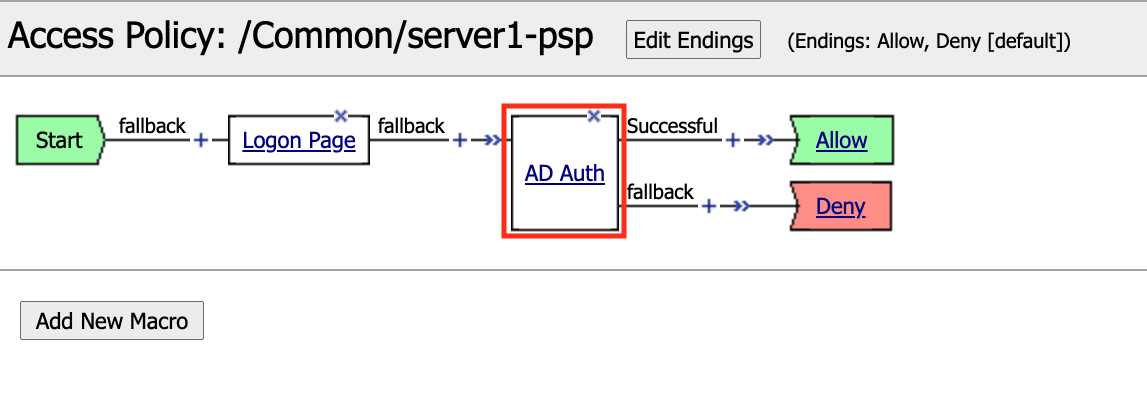 Access Policy: /Common/server1-psp Edit Endings (Endings: Allow, Deny [default])
Start fallback + Logon Page fallback + AD Auth Successful + Allow
fallback + Deny
Add New Macro